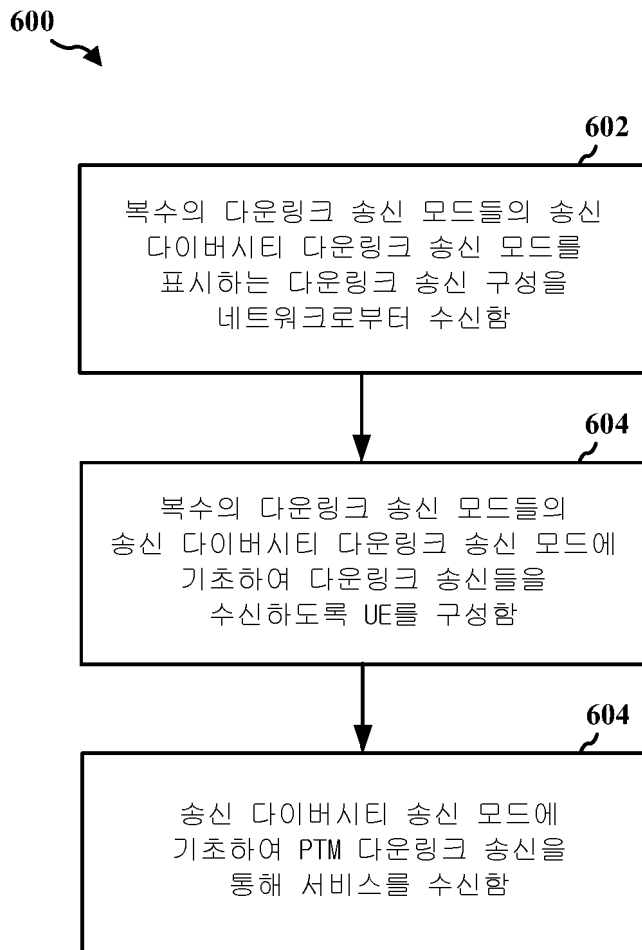 600
602
복수의 다운링크 송신 모드들의 송신
다이버시티 다운링크 송신 모드를
표시하는 다운링크 송신 구성을
네트워크로부터 수신함
604
복수의 다운링크 송신 모드들의
송신 다이버시티 다운링크 송신 모드에
기초하여 다운링크 송신들을
수신하도록 UE를 구성함
604
송신 다이버시티 송신 모드에
기초하여 PTM 다운링크 송신을
통해 서비스를 수신함